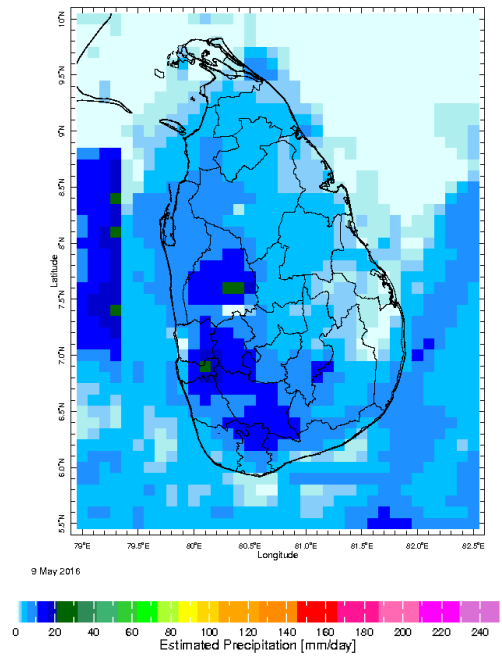 10°N
9.5°N
9°N
8.5°N
8°N
7.5°N
7.0°N
6.5°N
6.0°N
5.5°N
Latitude
79°E 79.5°E 80°E 80.5°E 81.0°E 81.5°E 82°E 82.5°E
Longitude
9 May 2016
0 20 40 60 80 100 120 140 160 180 200 220 240
Estimated Precipitation [mm/day]